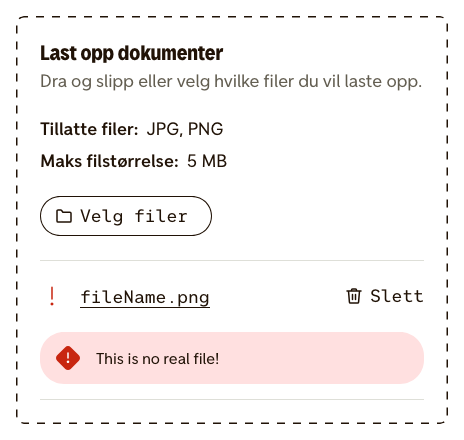 Last opp dokumenter
Dra og slipp eller velg hvilke filer du vil laste opp.
Tillatte filer: JPG, PNG
Maks filstørrelse: 5 MB
Velg filer
! fileName.png Slett
! This is no real file!